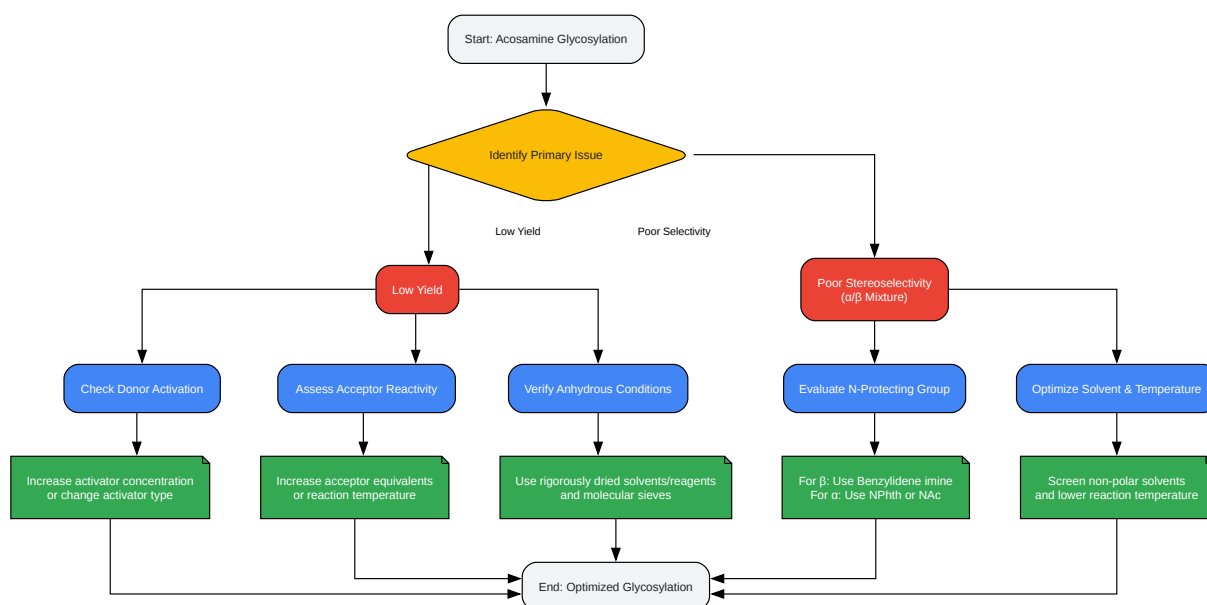 Start: Acosamine Glycosylation
Identify Primary Issue
Low Yield
Poor Selectivity
Low Yield
Poor Stereoselectivity
(α/β Mixture)
Check Donor Activation
Assess Acceptor Reactivity
Verify Anhydrous Conditions
Evaluate N-Protecting Group
Optimize Solvent & Temperature
Increase activator concentration
or change activator type
Increase acceptor equivalents
or reaction temperature
Use rigorously dried solvents/reagents
and molecular sieves
For β: Use Benzylidene imine
For α: Use NPhth or NAc
Screen non-polar solvents
and lower reaction temperature
End: Optimized Glycosylation